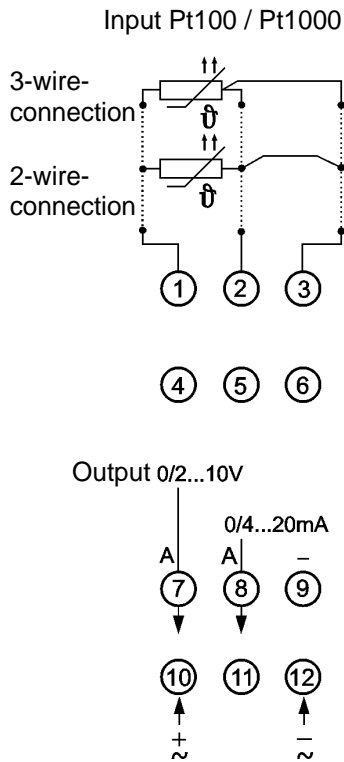 Input Pt100 / Pt1000
3-wire-
connection
ϑ
2-wire-
connection
ϑ
1 2 3
4 5 6
Output 0/2...10V
0/4...20mA
A A –
7 8 9
10 11 12
+ –
~ ~